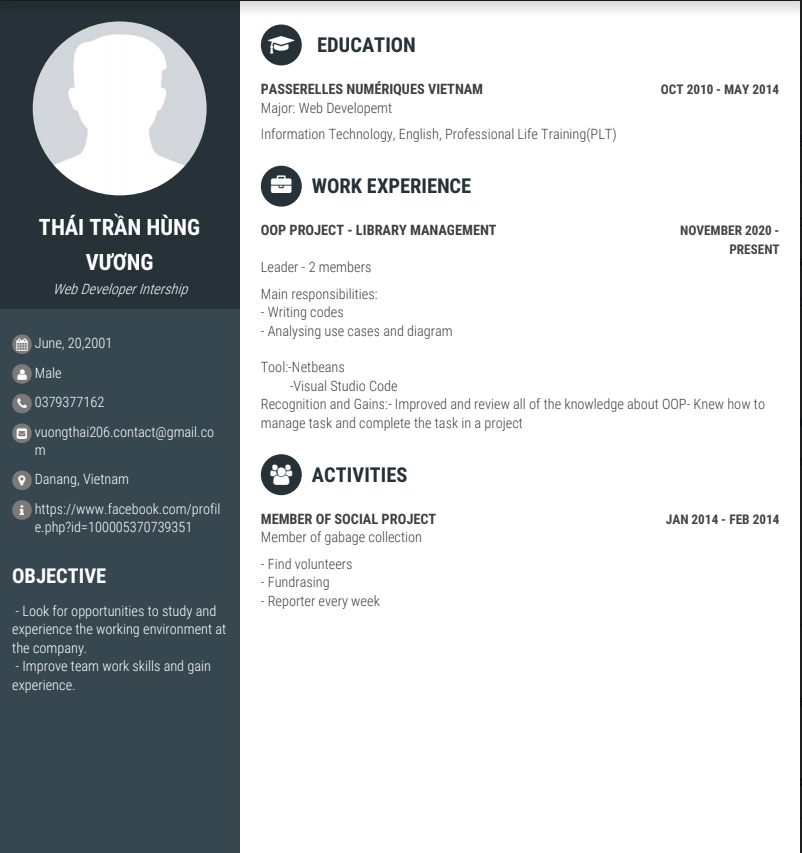 THÁI TRẦN HÙNG
VƯƠNG
Web Developer Intership
June, 20,2001
Male
0379377162
vuongthai206.contact@gmail.co
m
Danang, Vietnam
https://www.facebook.com/profil
e.php?id=100005370739351
OBJECTIVE
- Look for opportunities to study and
experience the working environment at
the company.
- Improve team work skills and gain
experience.
EDUCATION
PASSERELLES NUMÉRIQUES VIETNAM OCT 2010 - MAY 2014
Major: Web Developemt
Information Technology, English, Professional Life Training(PLT)
WORK EXPERIENCE
OOP PROJECT - LIBRARY MANAGEMENT NOVEMBER 2020 -
PRESENT
Leader - 2 members
Main responsibilities:
- Writing codes
- Analysing use cases and diagram
Tool:-Netbeans
-Visual Studio Code
Recognition and Gains:- Improved and review all of the knowledge about OOP- Knew how to
manage task and complete the task in a project
ACTIVITIES
MEMBER OF SOCIAL PROJECT JAN 2014 - FEB 2014
Member of gabage collection
- Find volunteers
- Fundrasing
- Reporter every week